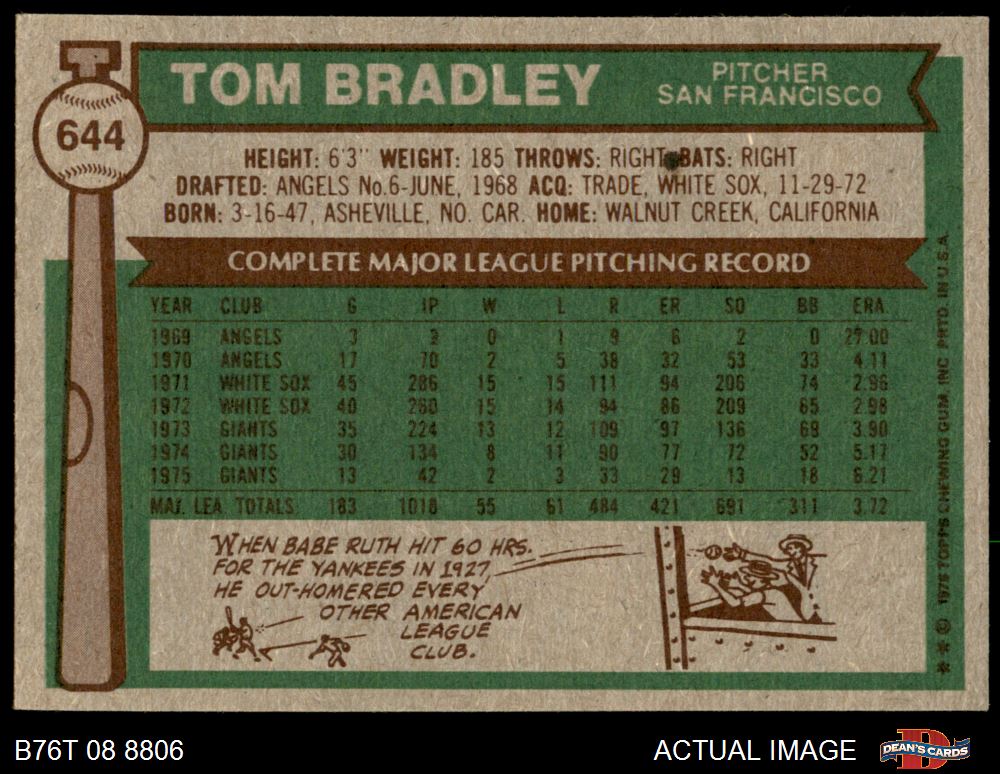 644
TOM BRADLEY
PITCHER
SAN FRANCISCO
HEIGHT: 6'3" WEIGHT: 185 THROWS: RIGHT BATS: RIGHT
DRAFTED: ANGELS No.6-JUNE, 1968 ACQ: TRADE, WHITE SOX, 11-29-72
BORN: 3-16-47, ASHEVILLE, NO. CAR. HOME: WALNUT CREEK, CALIFORNIA
COMPLETE MAJOR LEAGUE PITCHING RECORD
YEAR CLUB G IP W L R ER SO BB ERA
1969 ANGELS 3 2 0 1 9 6 2 0 27.00
1970 ANGELS 17 70 2 5 38 32 53 33 4.11
1971 WHITE SOX 45 286 15 15 111 94 206 74 2.96
1972 WHITE SOX 40 260 15 14 94 86 209 65 2.98
1973 GIANTS 35 224 13 12 109 97 136 69 3.90
1974 GIANTS 30 134 8 11 90 77 72 52 5.17
1975 GIANTS 13 42 2 3 33 29 13 18 6.21
MAJ. LEA. TOTALS 183 1018 55 61 484 421 691 311 3.72
WHEN BABE RUTH HIT 60 HRS.
FOR THE YANKEES IN 1927,
HE OUT-HOMERED EVERY
OTHER AMERICAN
LEAGUE
CLUB.
* * © 1976 TOPPS CHEWING GUM, INC. PRTD. IN U.S.A.
B76T 08 8806
ACTUAL IMAGE
DEAN'S CARDS